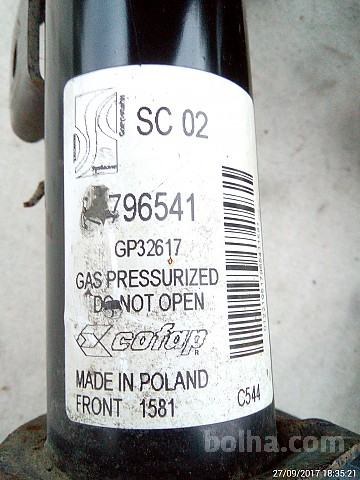 SC 02
796541
GP32617
GAS PRESSURIZED
DO NOT OPEN
cofap
R
MADE IN POLAND
FRONT 1581
C544
bolha.com
27/09/2017 18:35:21